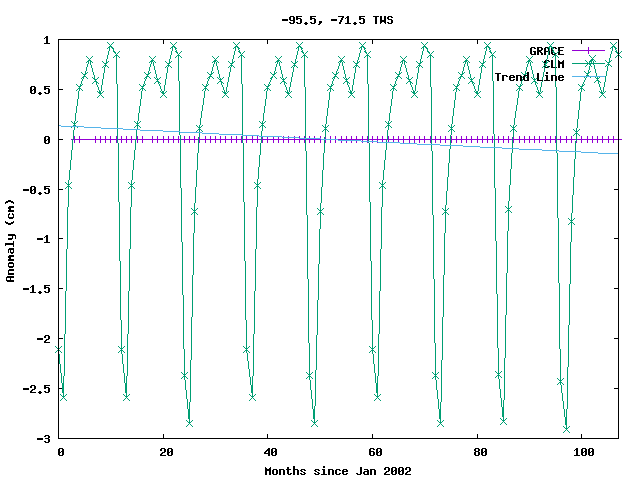 -95.5, -71.5 TWS
1
0.5
0
-0.5
-1
-1.5
-2
-2.5
-3
Anomaly (cm)
GRACE
CLM
Trend Line
0 20 40 60 80 100
Months since Jan 2002